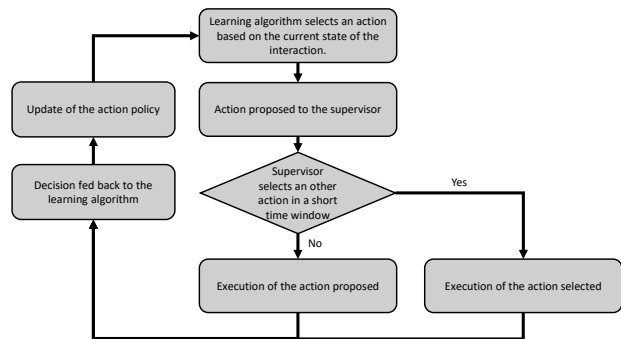 Learning algorithm selects an action
based on the current state of the
interaction.
Update of the action policy
Action proposed to the supervisor
Decision fed back to the
learning algorithm
Supervisor
selects an other
action in a short
time window
Yes
No
Execution of the action proposed
Execution of the action selected